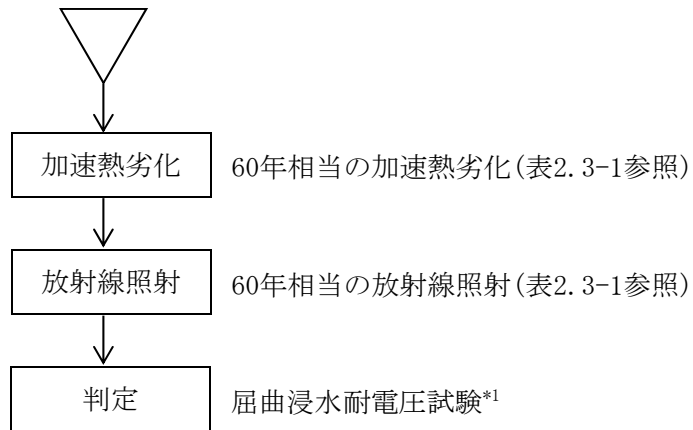 加速熱劣化 60年相当の加速熱劣化(表2.3-1参照)
放射線照射 60年相当の放射線照射(表2.3-1参照)
判定 屈曲浸水耐電圧試験*1